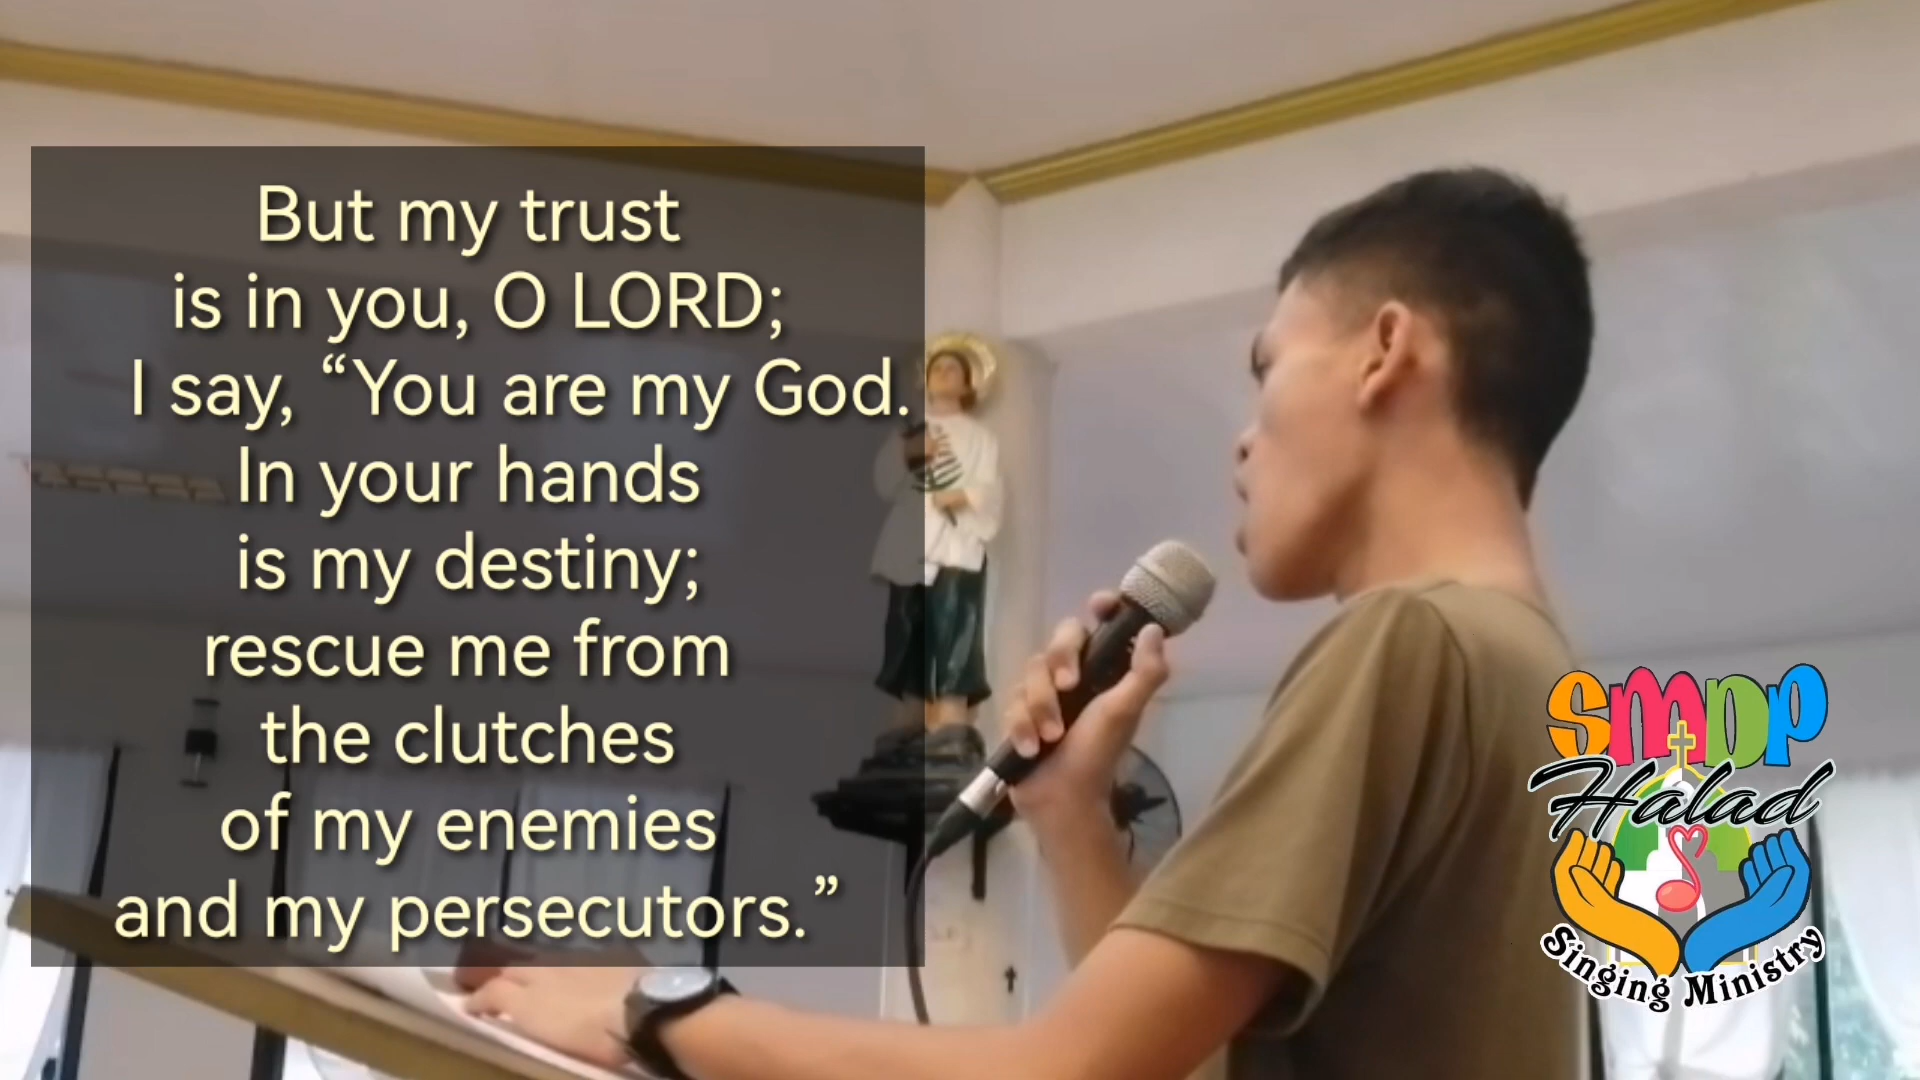 But my trust
is in you, O LORD;
I say, “You are my God.
In your hands
is my destiny;
rescue me from
the clutches
of my enemies
and my persecutors.”
SMDP
Halad
Singing Ministry